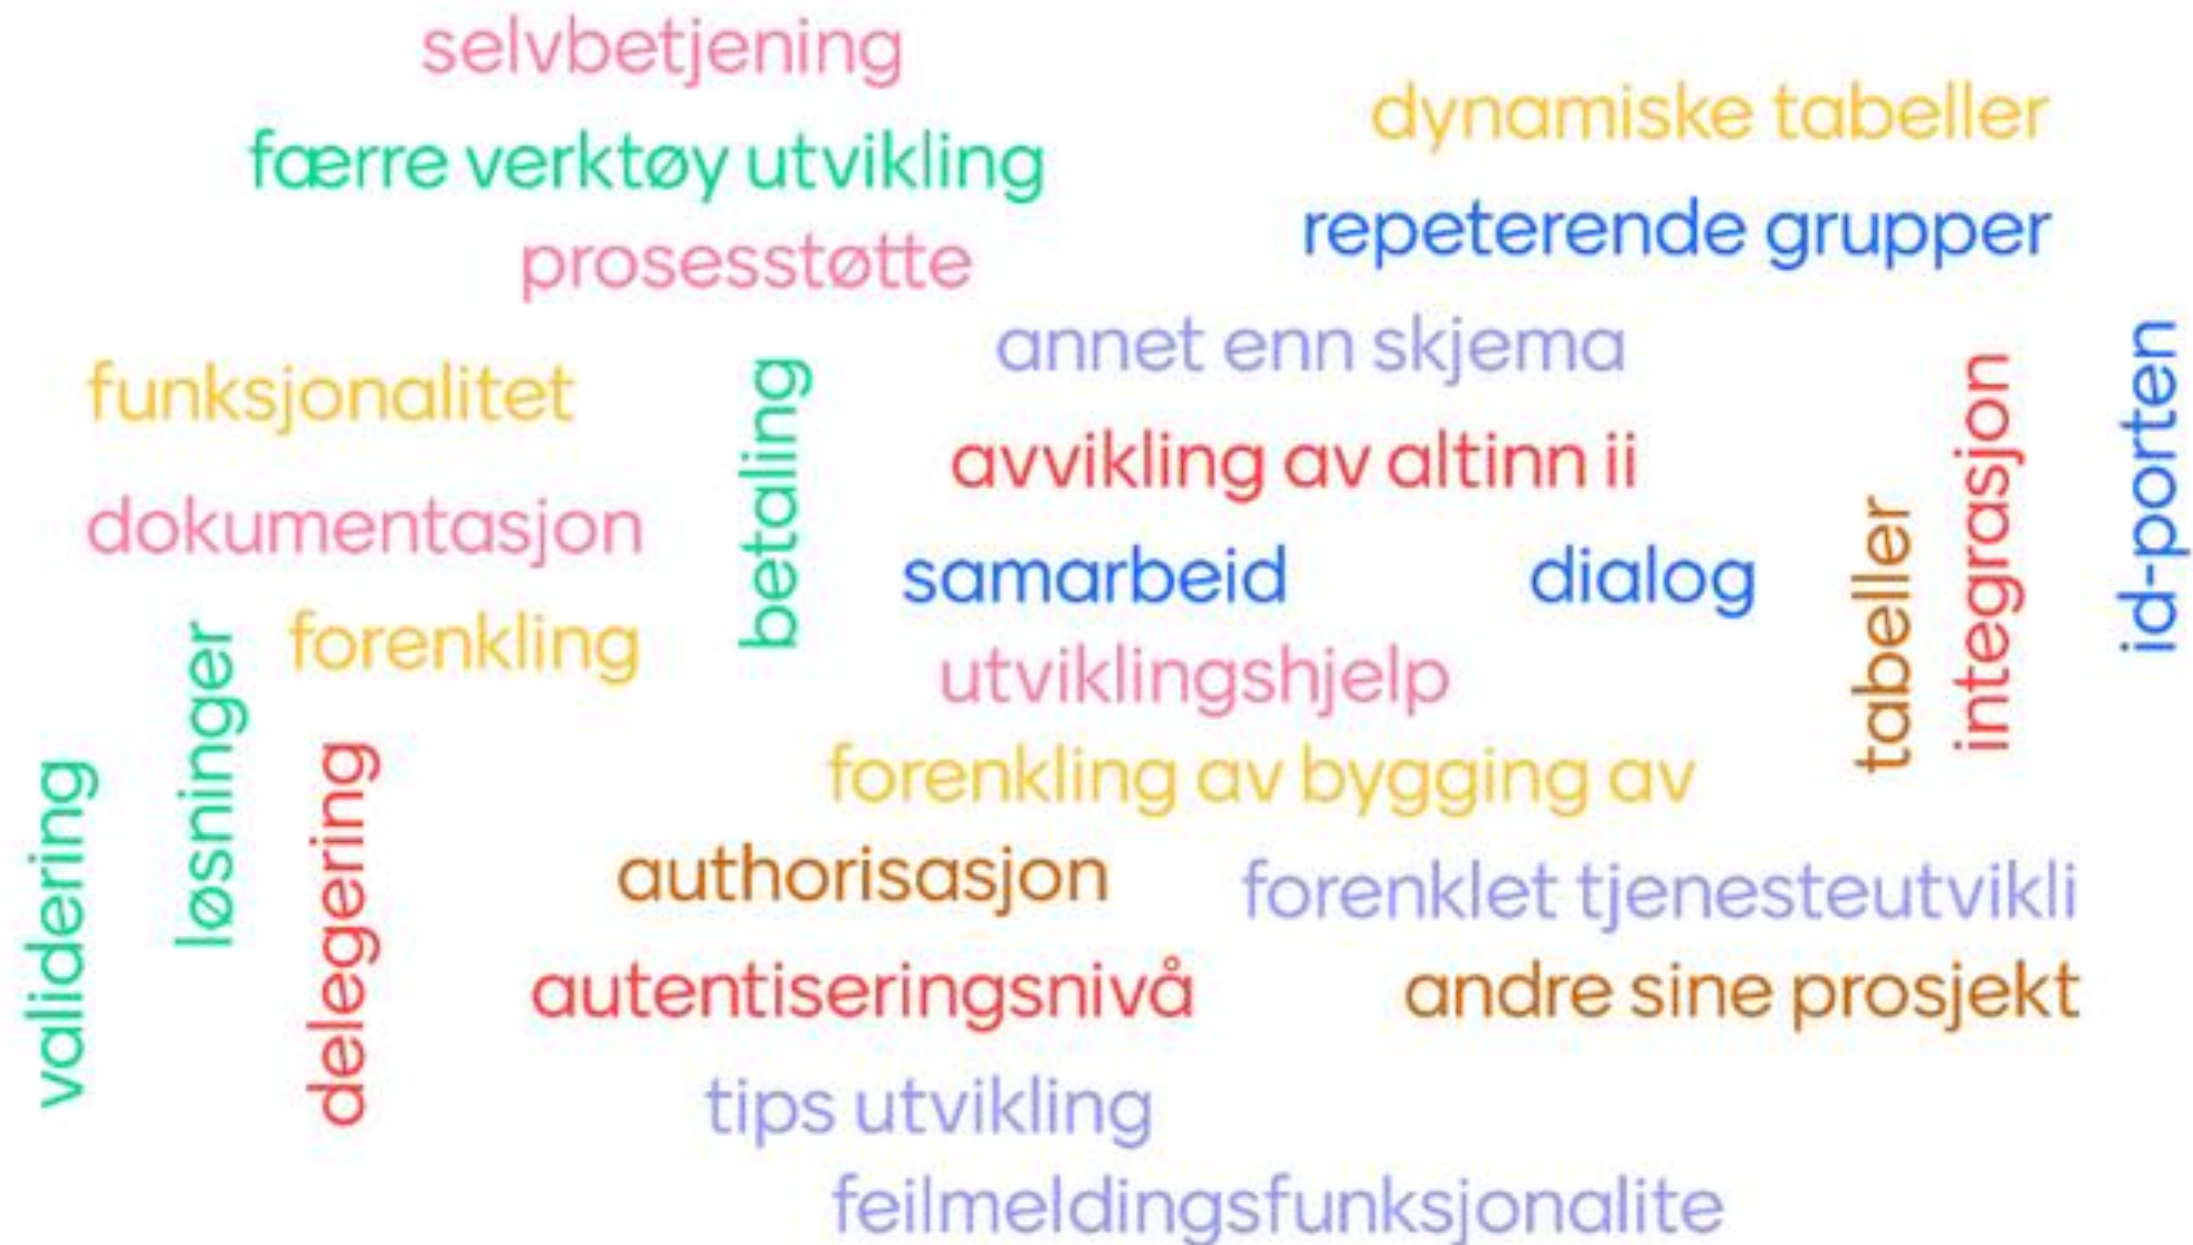 selvbetjening
dynamiske tabeller
færre verktøy utvikling
repeterende grupper
prosesstøtte
annet enn skjema
funksjonalitet
betaling
avvikling av altinn ii
integrasjon
id-porten
dokumentasjon
samarbeid
dialog
tabeller
forenkling
utviklingshjelp
løsninger
forenkling av bygging av
validering
delegering
authorisasjon
forenklet tjenesteutvikli
autentiseringsnivå
andre sine prosjekt
tips utvikling
feilmeldingsfunksjonalite